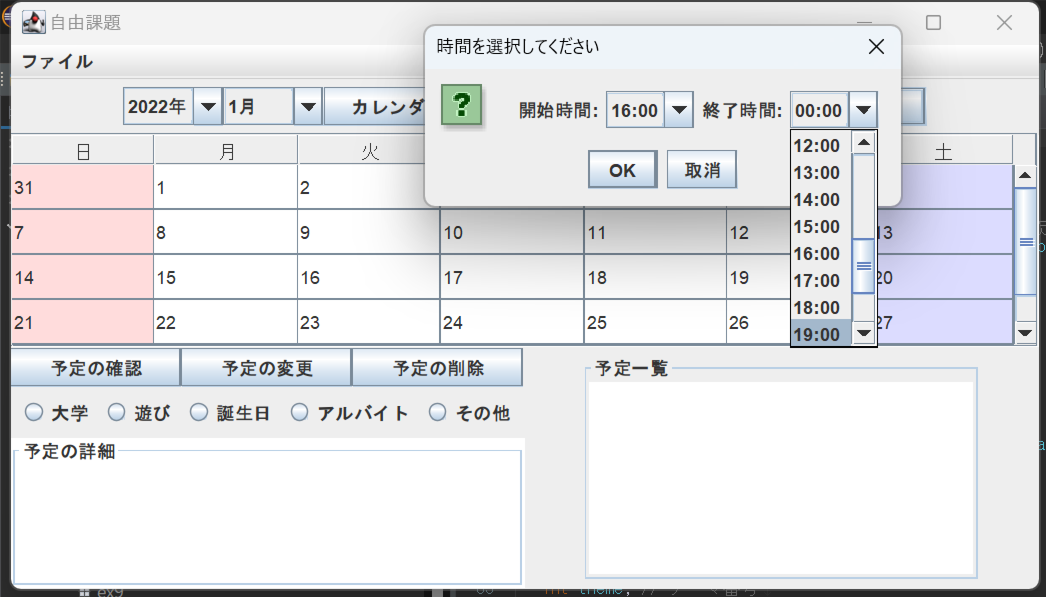 自由課題
時間を選択してください
ファイル
2022年 1月 カレンダ
開始時間: 16:00 終了時間: 00:00
OK 取消
12:00
13:00
14:00
15:00
16:00
17:00
18:00
19:00
日 月 火 土
31 1 2
7 8 9 10 11 12 13
14 15 16 17 18 19 20
21 22 23 24 25 26 27
予定の確認 予定の変更 予定の削除
大学 遊び 誕生日 アルバイト その他
予定の詳細
予定一覧